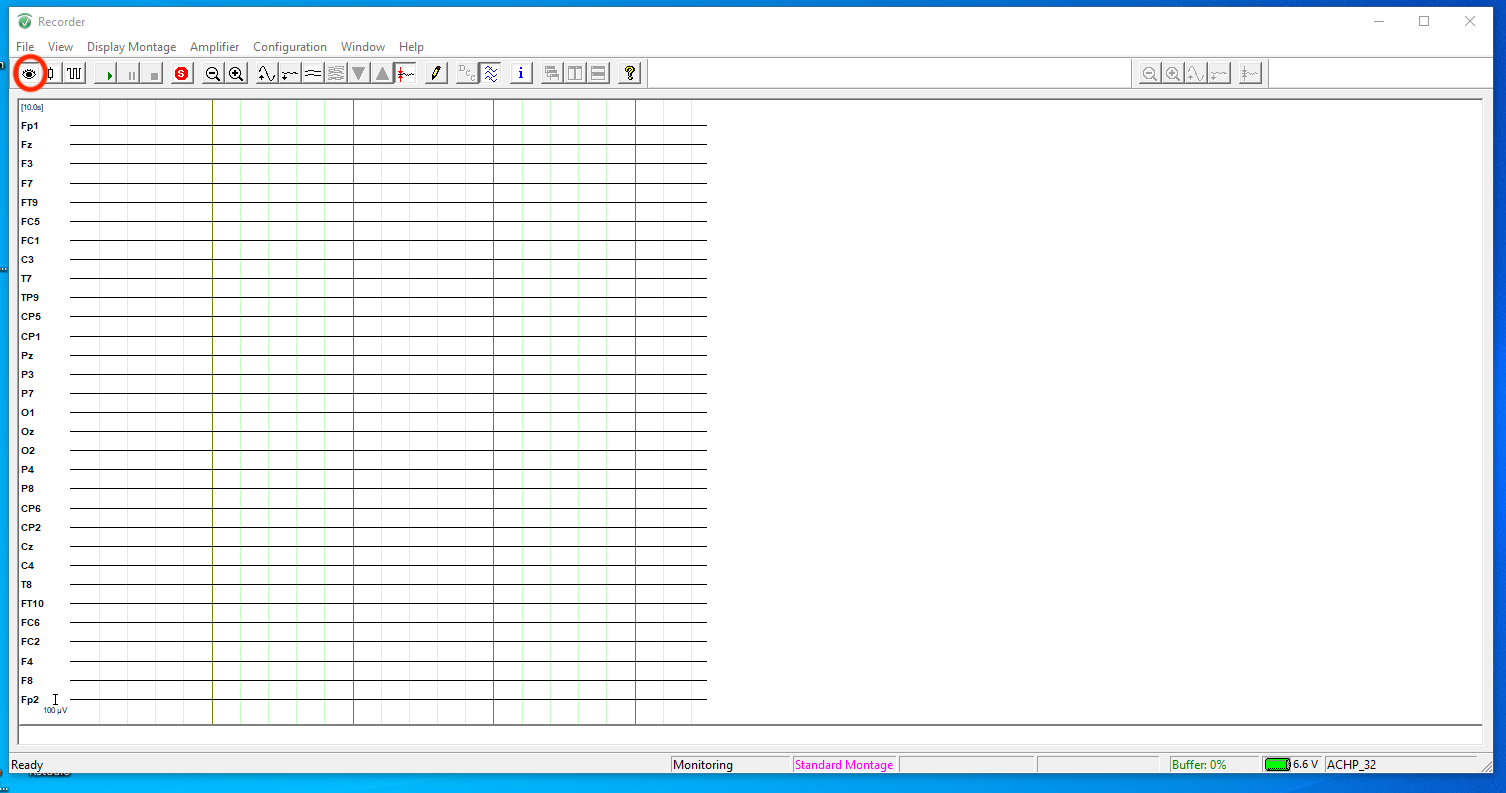 Recorder
File View Display Montage Amplifier Configuration Window Help
[10.0s]
Fp1
Fz
F3
F7
FT9
FC5
FC1
C3
T7
TP9
CP5
CP1
Pz
P3
P7
O1
Oz
O2
P4
P8
CP6
CP2
Cz
C4
T8
FT10
FC6
FC2
F4
F8
Fp2
100 µV
Ready Monitoring Standard Montage Buffer: 0% 6.6 V ACHP_32